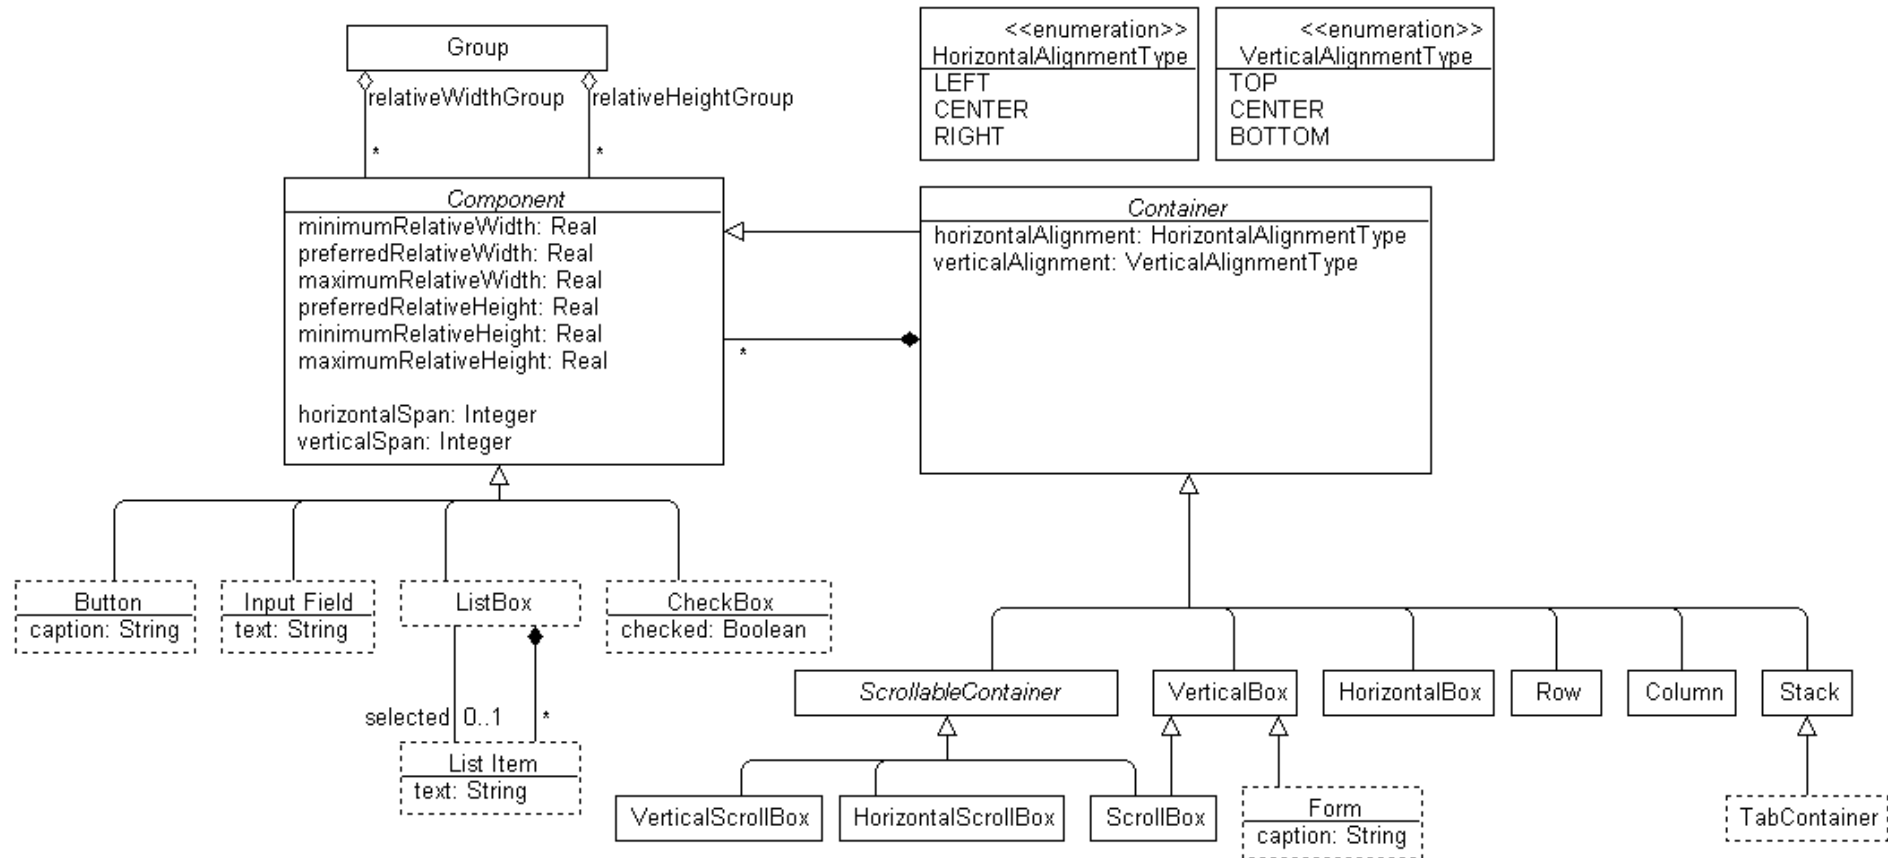 Group
relativeWidthGroup
relativeHeightGroup
*
*
<<enumeration>>
HorizontalAlignmentType
LEFT
CENTER
RIGHT
<<enumeration>>
VerticalAlignmentType
TOP
CENTER
BOTTOM
Component
minimumRelativeWidth: Real
preferredRelativeWidth: Real
maximumRelativeWidth: Real
preferredRelativeHeight: Real
minimumRelativeHeight: Real
maximumRelativeHeight: Real
horizontalSpan: Integer
verticalSpan: Integer
*
Container
horizontalAlignment: HorizontalAlignmentType
verticalAlignment: VerticalAlignmentType
Button
caption: String
Input Field
text: String
ListBox
CheckBox
checked: Boolean
selected 0..1
*
List Item
text: String
ScrollableContainer
VerticalBox
HorizontalBox
Row
Column
Stack
VerticalScrollBox
HorizontalScrollBox
ScrollBox
Form
caption: String
TabContainer